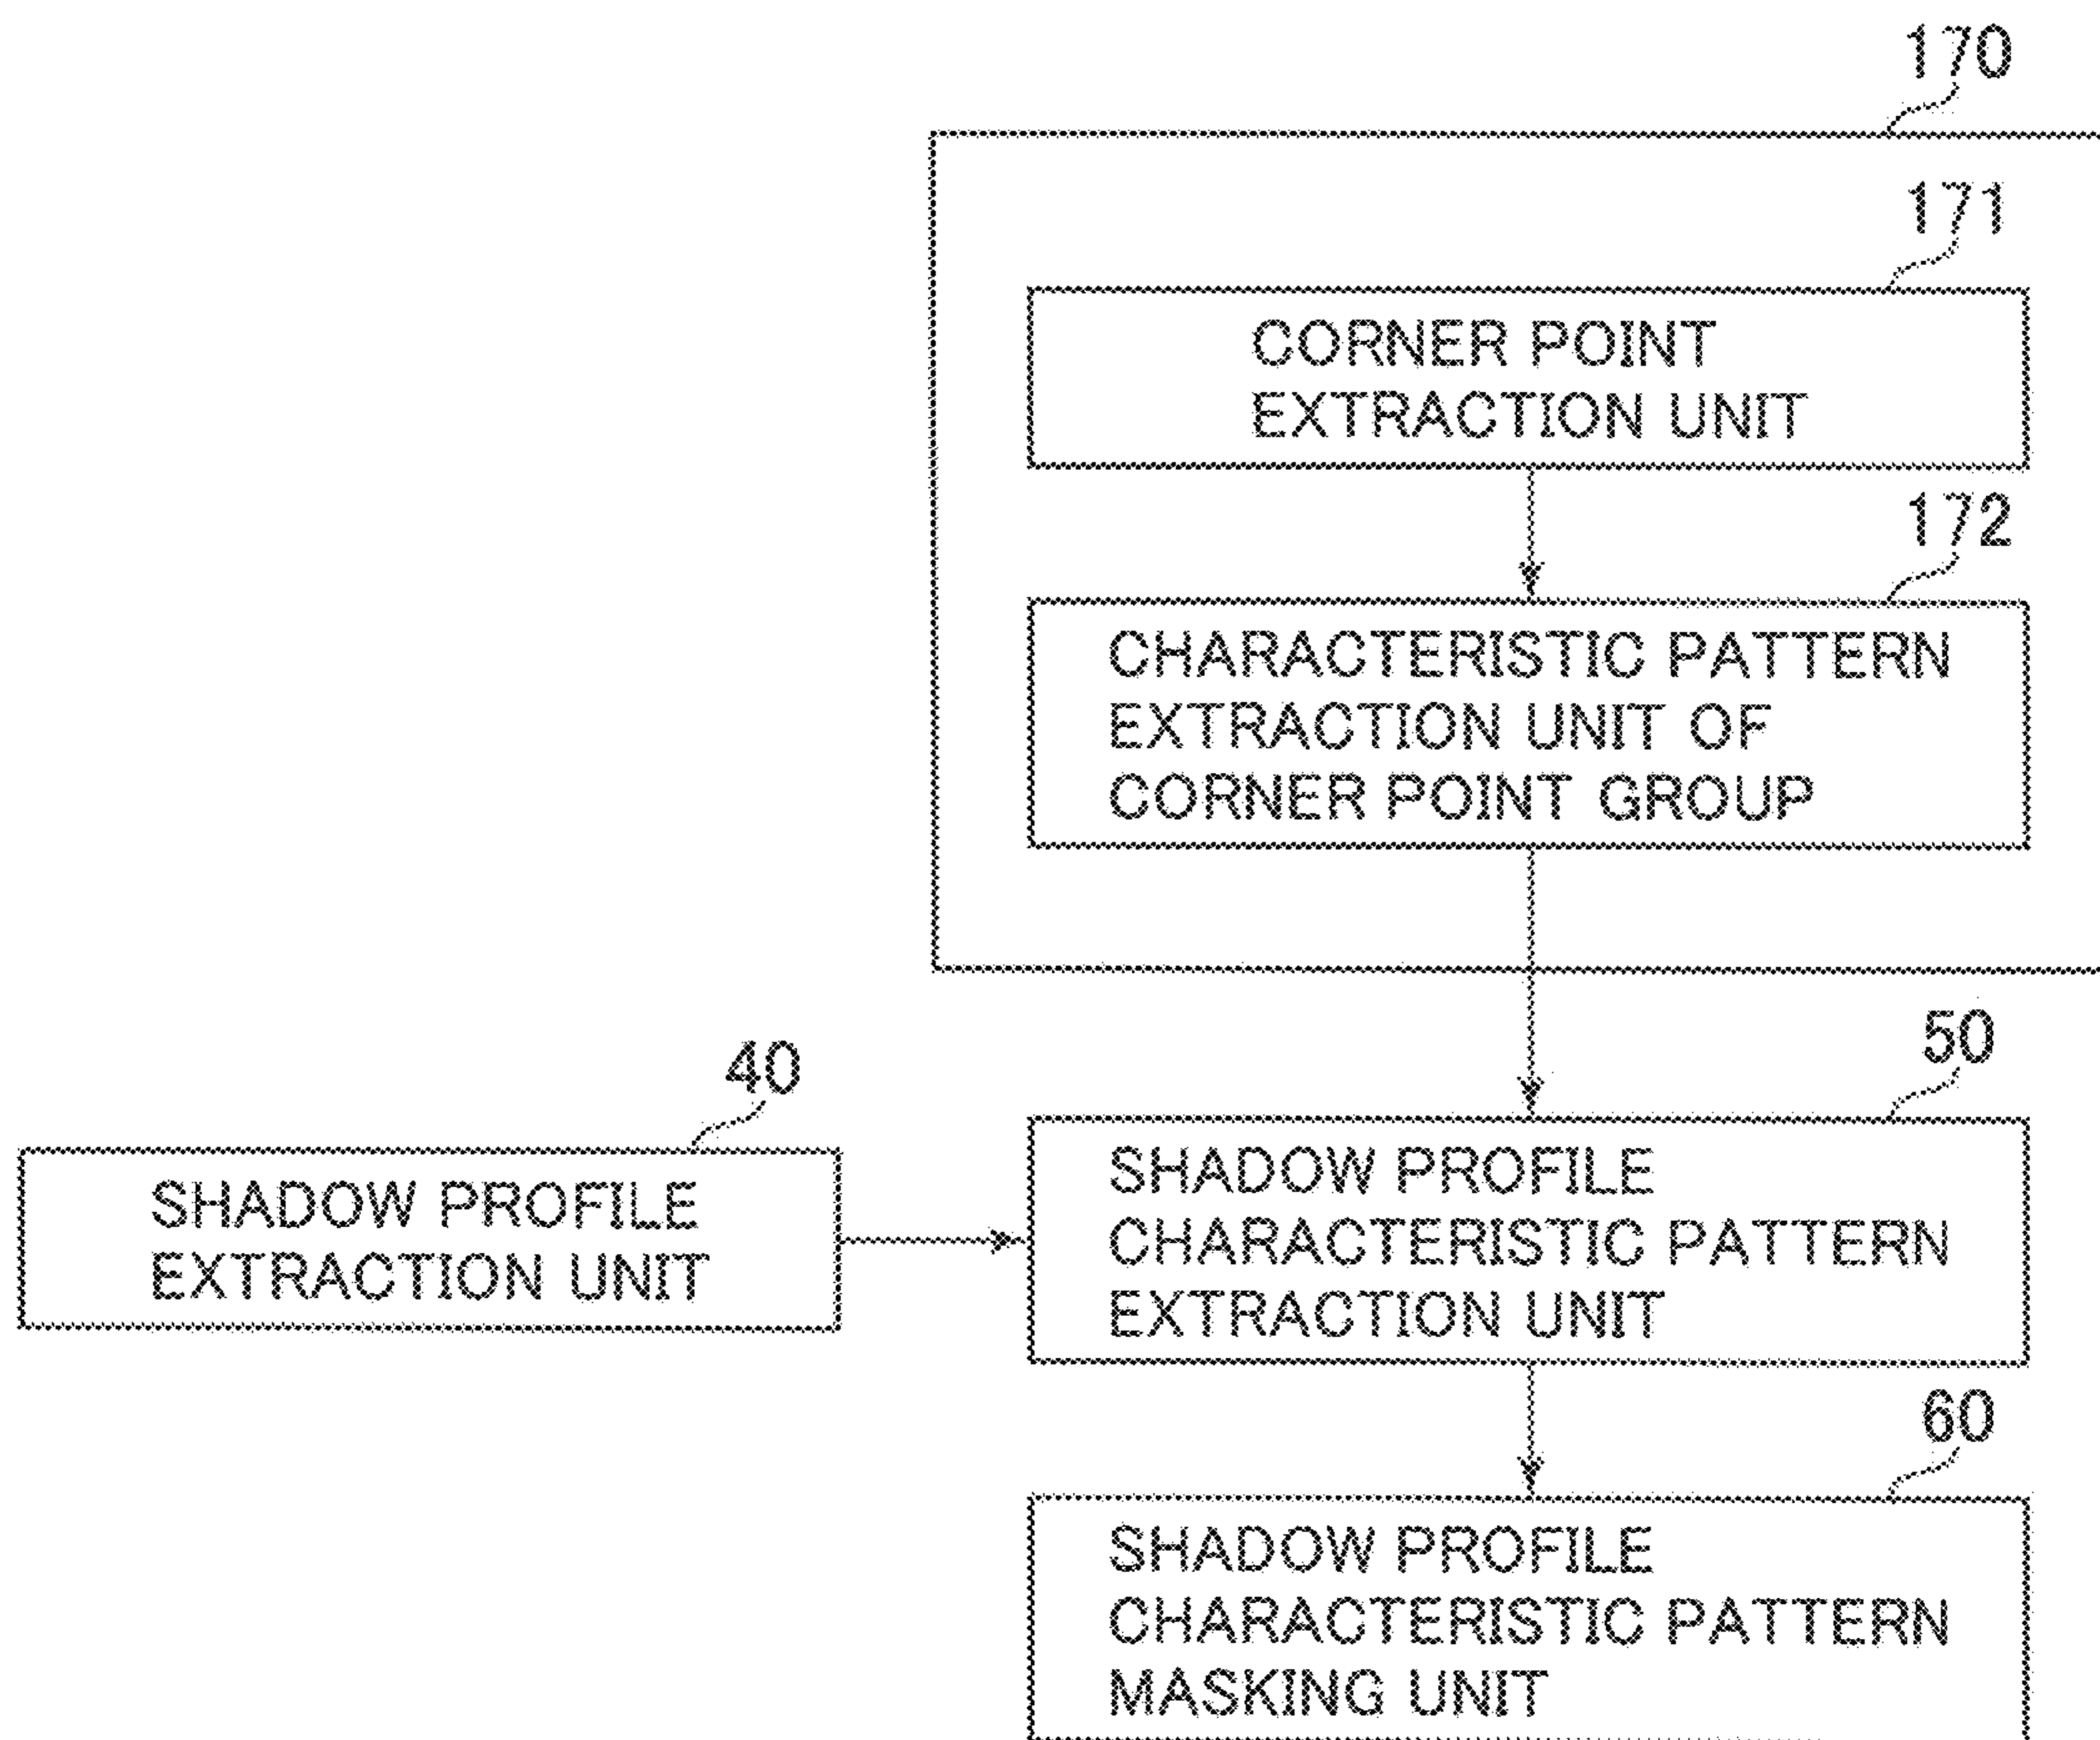 170
171
CORNER POINT
EXTRACTION UNIT
172
CHARACTERISTIC PATTERN
EXTRACTION UNIT OF
CORNER POINT GROUP
40
SHADOW PROFILE
EXTRACTION UNIT
50
SHADOW PROFILE
CHARACTERISTIC PATTERN
EXTRACTION UNIT
60
SHADOW PROFILE
CHARACTERISTIC PATTERN
MASKING UNIT